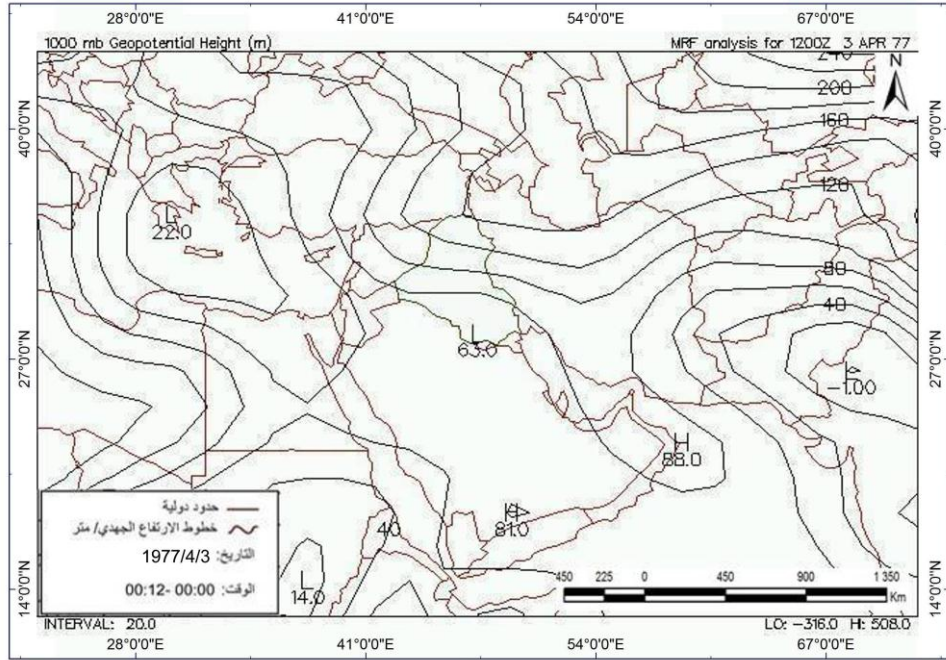 28°0'0"E 41°0'0"E 54°0'0"E 67°0'0"E
1000 mb Geopotential Height (m) MRF analysis for 1200Z 3 APR 77
N
240
200
160
40°0'0"N 40°0'0"N
120
L
22.0
80
40
L
63.0
27°0'0"N 27°0'0"N
L
-1.00
H
88.0
H
81.0
40
L
14.0
حدود دولية
خطوط الارتفاع الجهدي/ متر
التاريخ: 1977/4/3
الوقت: 00:00 -00:12
450 225 0 450 900 1 350
Km
14°0'0"N 14°0'0"N
INTERVAL: 20.0 LO: -316.0 HI: 508.0
28°0'0"E 41°0'0"E 54°0'0"E 67°0'0"E